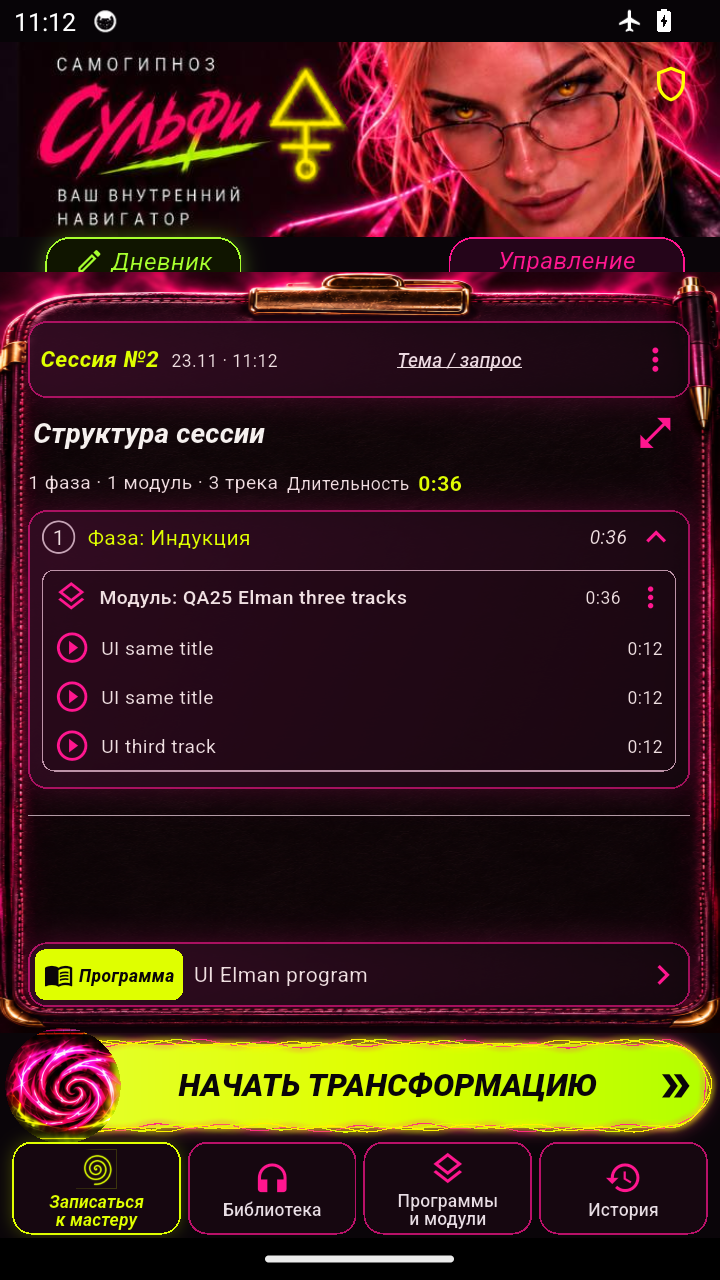 11:12
САМОГИПНОЗ
Сульфи
ВАШ ВНУТРЕННИЙ
НАВИГАТОР
Дневник
Управление
Сессия №2 23.11 · 11:12 Тема / запрос
Структура сессии
1 фаза · 1 модуль · 3 трека Длительность 0:36
1 Фаза: Индукция 0:36
Модуль: QA25 Elman three tracks 0:36
UI same title 0:12
UI same title 0:12
UI third track 0:12
Программа UI Elman program
НАЧАТЬ ТРАНСФОРМАЦИЮ
Записаться
к мастеру
Библиотека
Программы
и модули
История